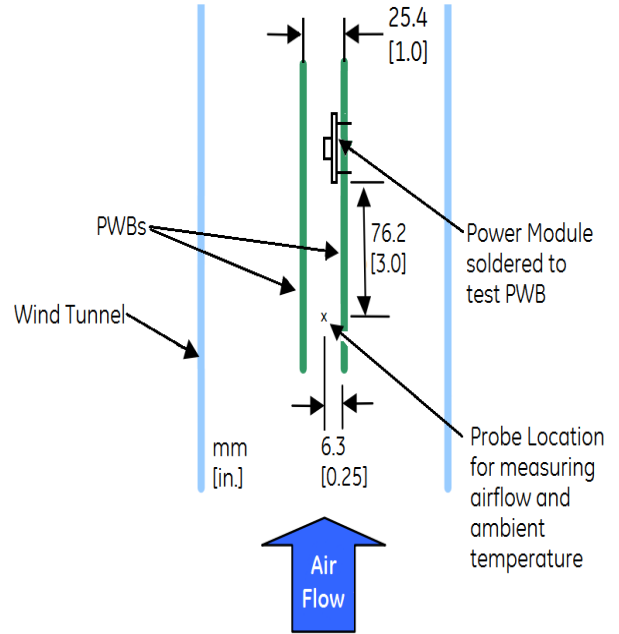 25.4
[1.0]
PWBs
76.2
[3.0]
Power Module
soldered to
test PWB
Wind Tunnel
x
mm
[in.]
6.3
[0.25]
Probe Location
for measuring
airflow and
ambient
temperature
Air
Flow